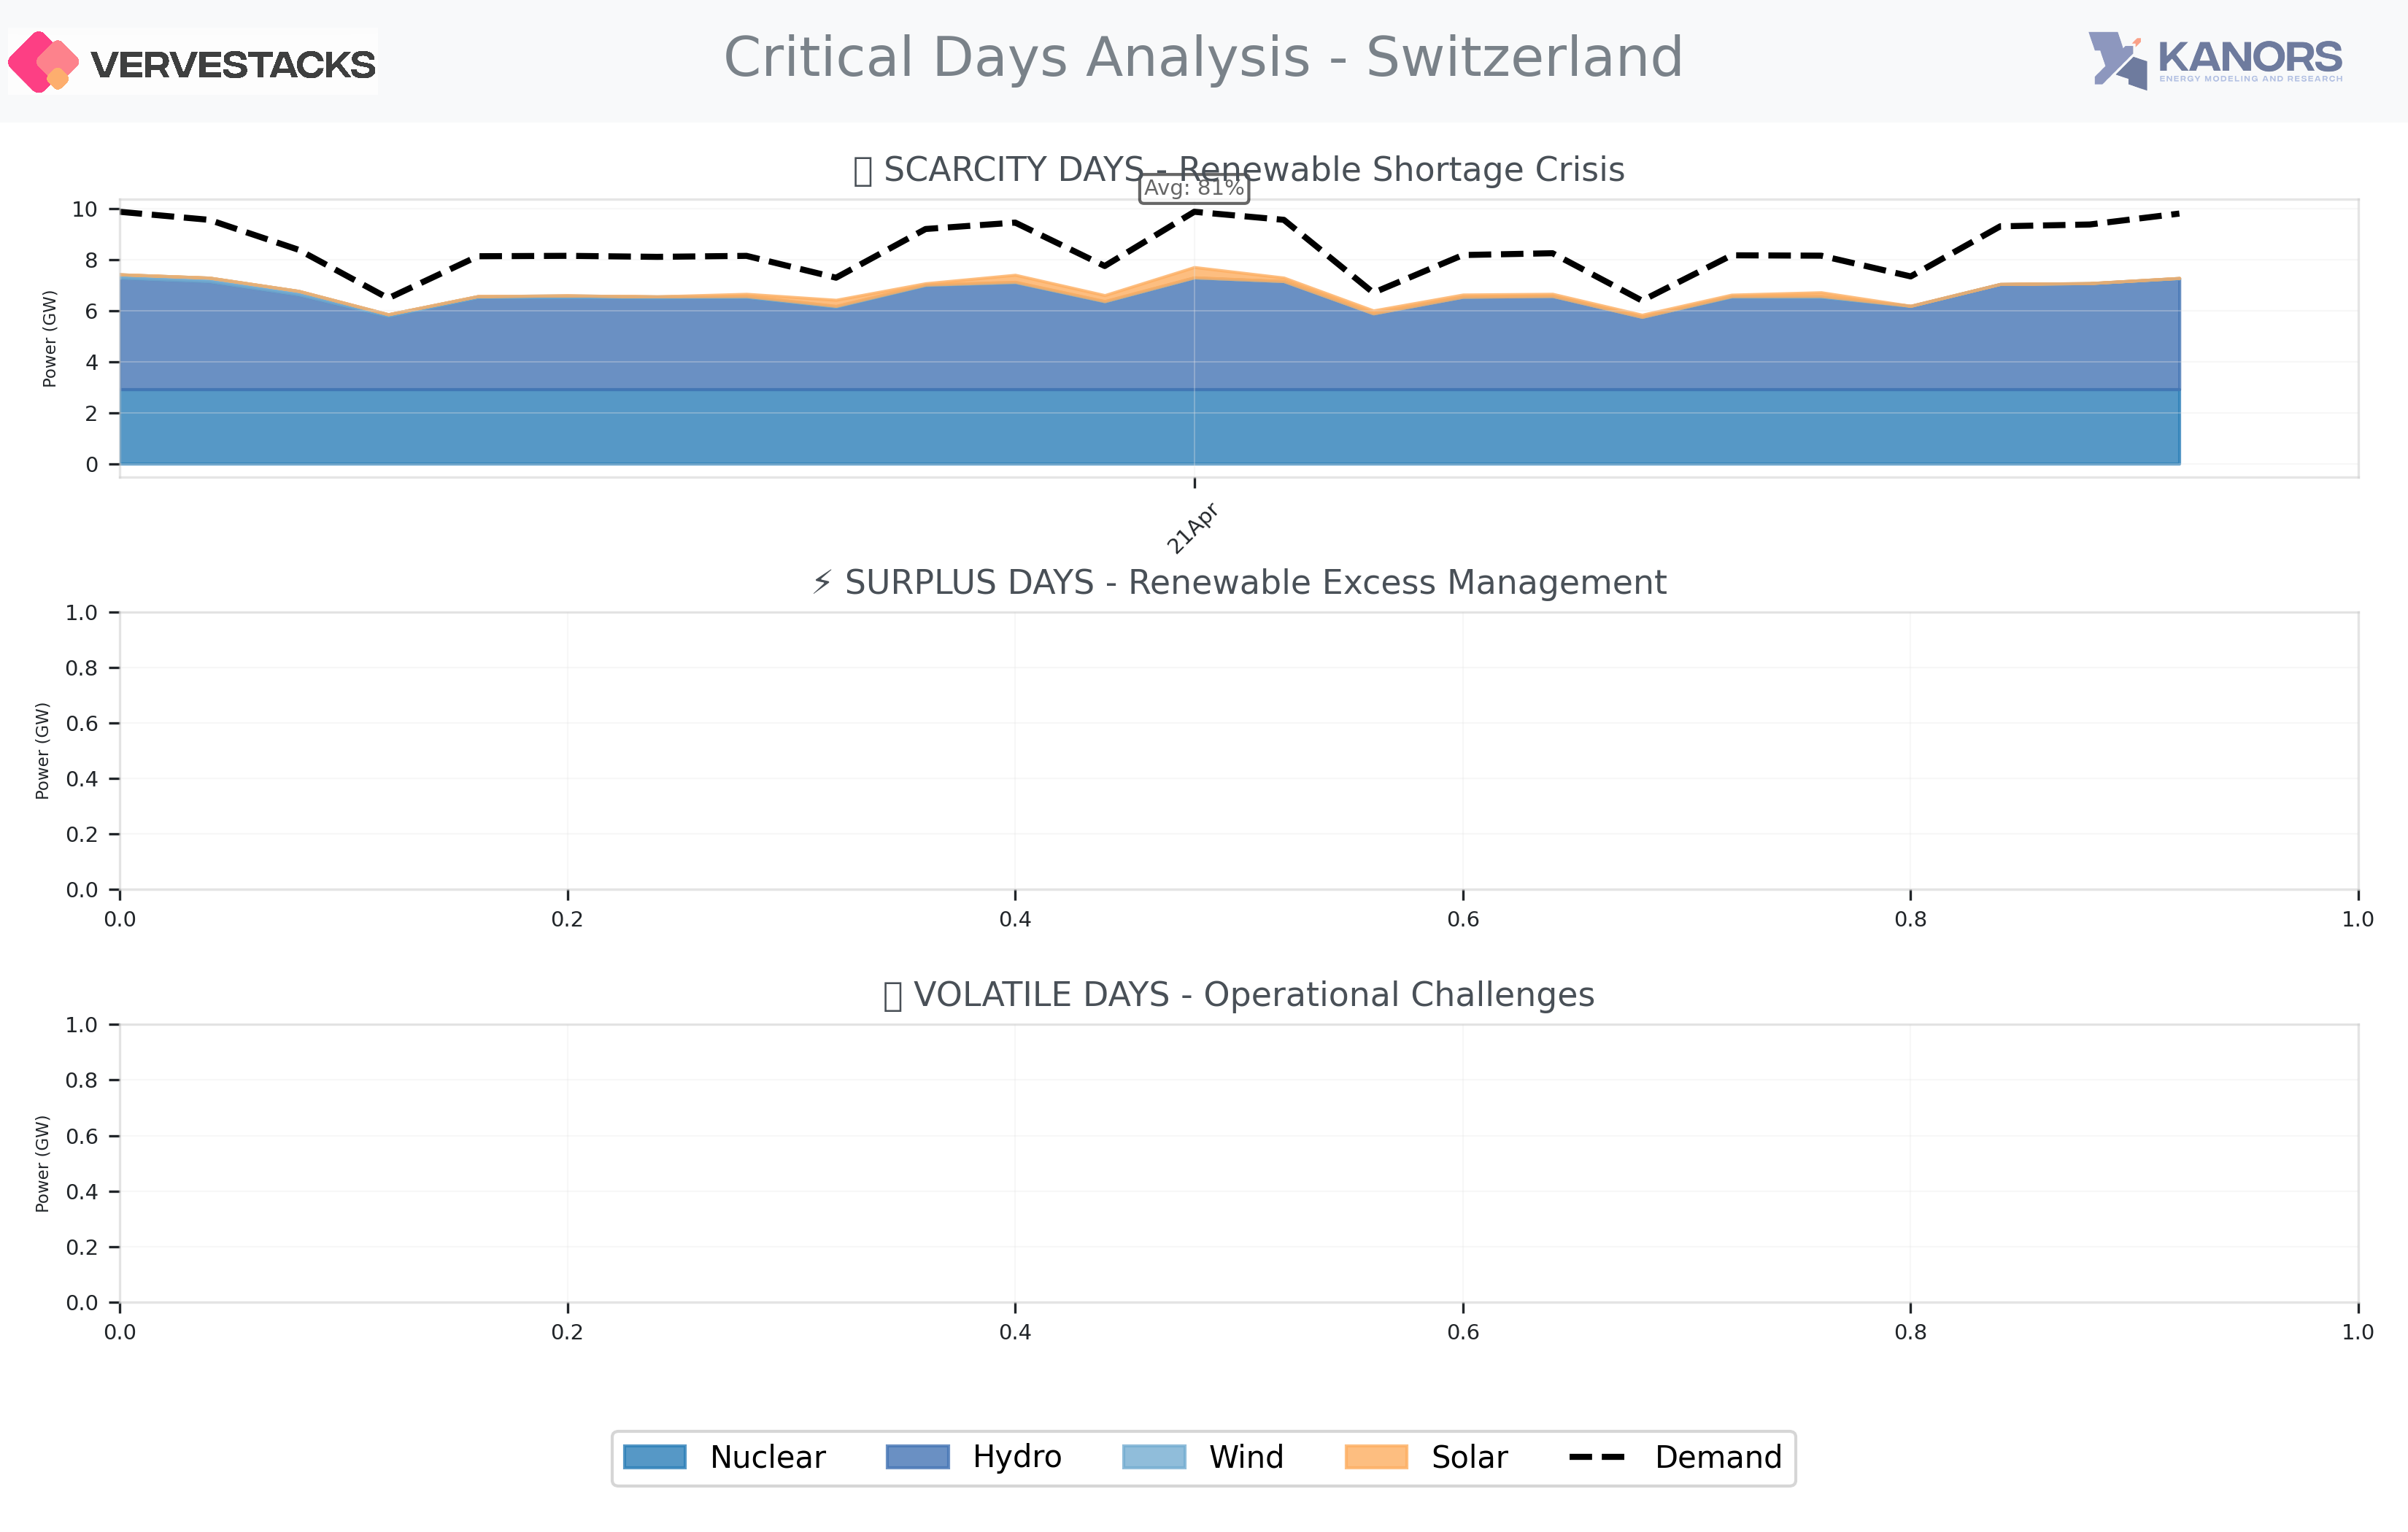 VERVESTACKS
Critical Days Analysis - Switzerland
KANORS
ENERGY MODELING AND RESEARCH
SCARCITY DAYS - Renewable Shortage Crisis
Avg: 81%
10
8
6
4
2
0
Power (GW)
21Apr
⚡ SURPLUS DAYS - Renewable Excess Management
1.0
0.8
0.6
0.4
0.2
0.0
Power (GW)
0.0 0.2 0.4 0.6 0.8 1.0
VOLATILE DAYS - Operational Challenges
1.0
0.8
0.6
0.4
0.2
0.0
Power (GW)
0.0 0.2 0.4 0.6 0.8 1.0
Nuclear Hydro Wind Solar Demand